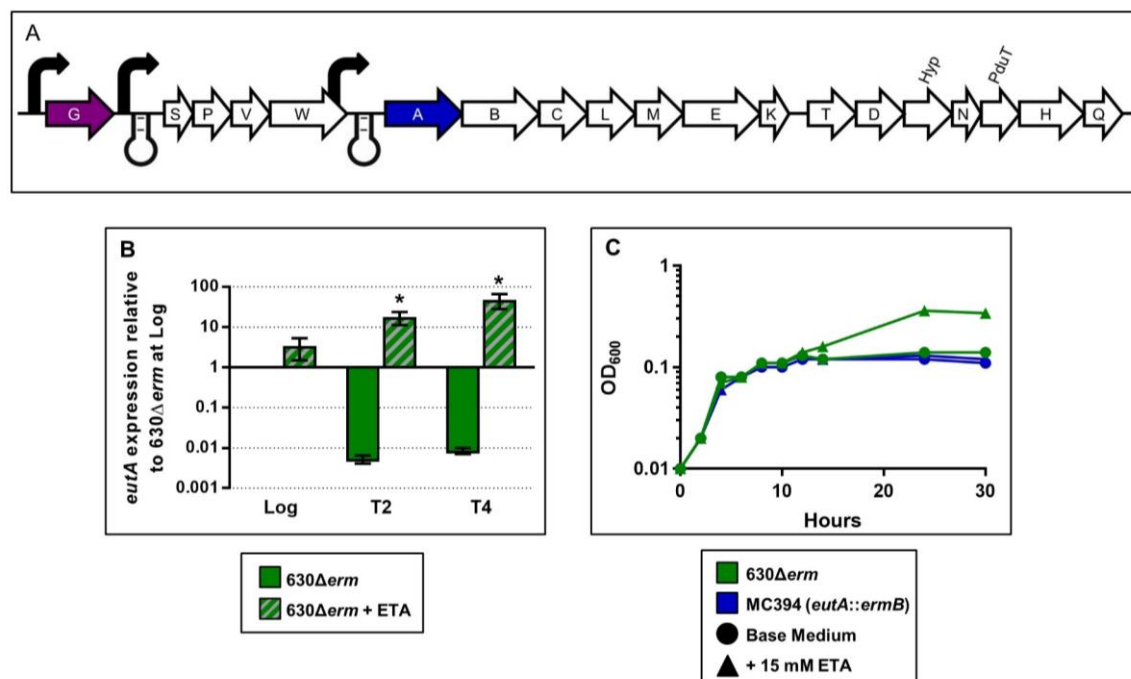 A
G S P V W A B C L M E K T D Hyp N PduT H Q
B
eutA expression relative
to 630Δerm at Log
100
10
1
0.1
0.01
0.001
* *
Log T2 T4
630Δerm
630Δerm + ETA
C
OD600
1
0.1
0.01
0 10 20 30
Hours
630Δerm
MC394 (eutA::ermB)
Base Medium
+ 15 mM ETA